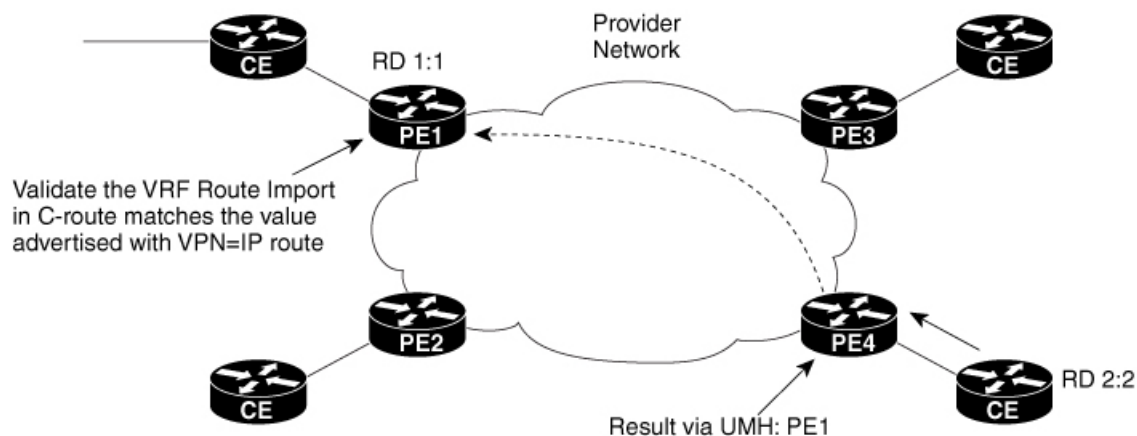 Provider
Network
CE
RD 1:1
CE
PE1
PE3
Validate the VRF Route Import
in C-route matches the value
advertised with VPN=IP route
PE2
PE4
CE
CE
RD 2:2
Result via UMH: PE1